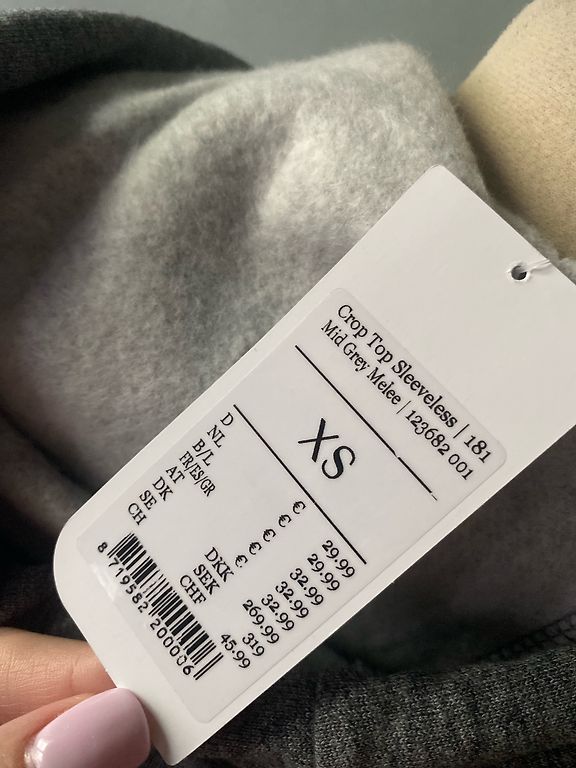 Crop Top Sleeveless | 181
Mid Grey Melee | 123682 001
XS
D € 29.99
NL € 29.99
B/L € 32.99
FR/ES/GR € 32.99
AT € 32.99
DK DKK 269.99
SE SEK 319
CH CHF 45.99
8 719582 200006